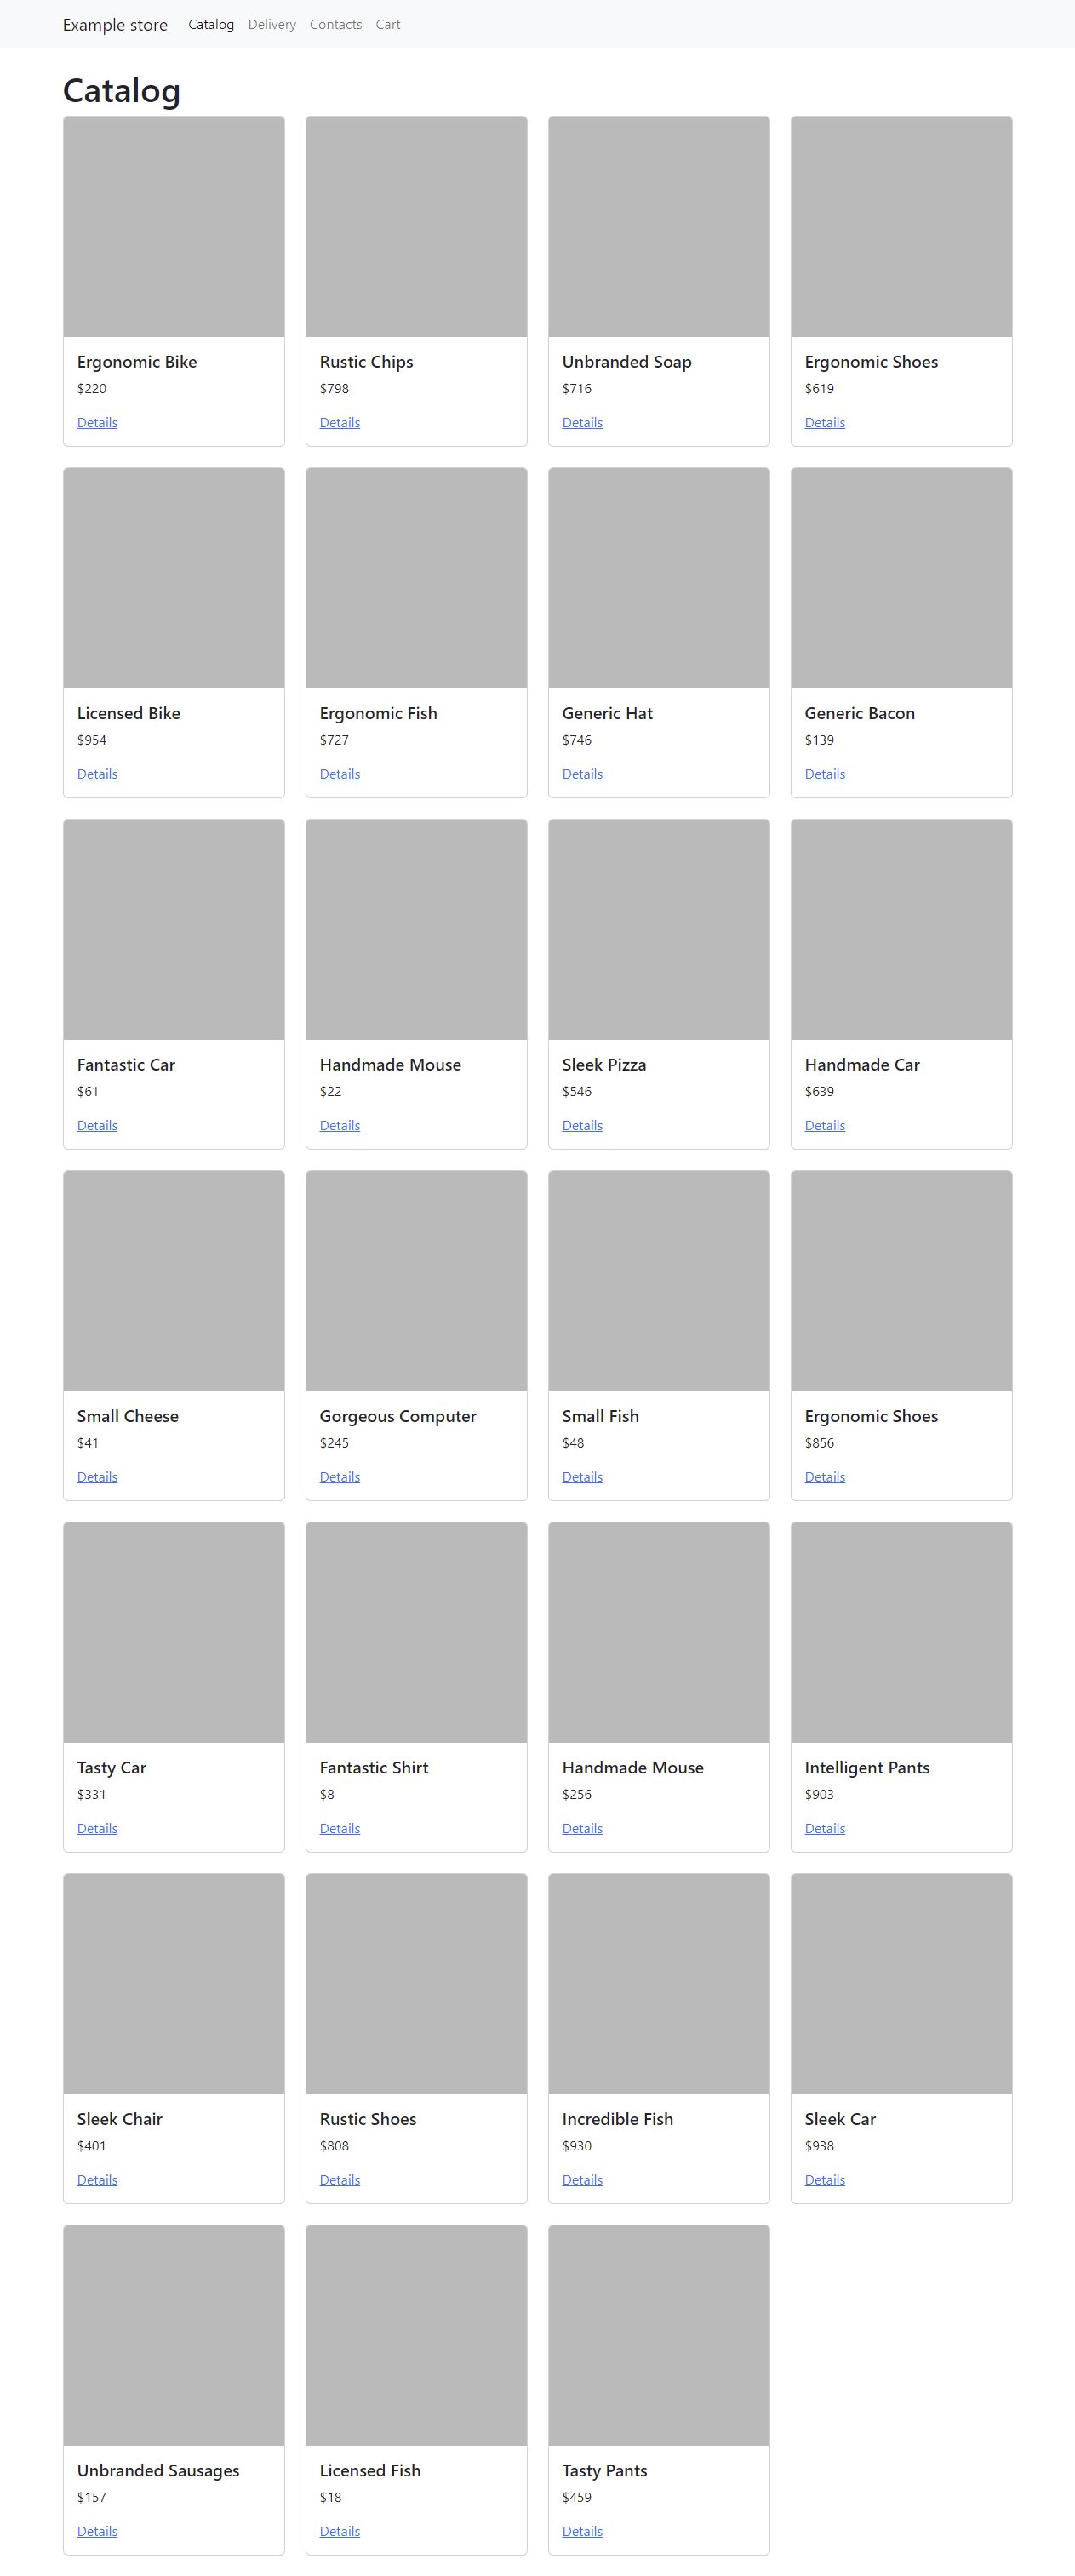 Example store Catalog Delivery Contacts Cart
Catalog
Ergonomic Bike
$220
Details
Rustic Chips
$798
Details
Unbranded Soap
$716
Details
Ergonomic Shoes
$619
Details
Licensed Bike
$954
Details
Ergonomic Fish
$727
Details
Generic Hat
$746
Details
Generic Bacon
$139
Details
Fantastic Car
$61
Details
Handmade Mouse
$22
Details
Sleek Pizza
$546
Details
Handmade Car
$639
Details
Small Cheese
$41
Details
Gorgeous Computer
$245
Details
Small Fish
$48
Details
Ergonomic Shoes
$856
Details
Tasty Car
$331
Details
Fantastic Shirt
$8
Details
Handmade Mouse
$256
Details
Intelligent Pants
$903
Details
Sleek Chair
$401
Details
Rustic Shoes
$808
Details
Incredible Fish
$930
Details
Sleek Car
$938
Details
Unbranded Sausages
$157
Details
Licensed Fish
$18
Details
Tasty Pants
$459
Details